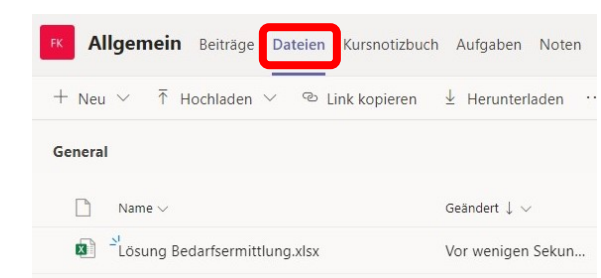 FK Allgemein Beiträge Dateien Kursnotizbuch Aufgaben Noten
+ Neu Hochladen Link kopieren Herunterladen ...
General
Name Geändert ↓
Lösung Bedarfsermittlung.xlsx Vor wenigen Sekun...